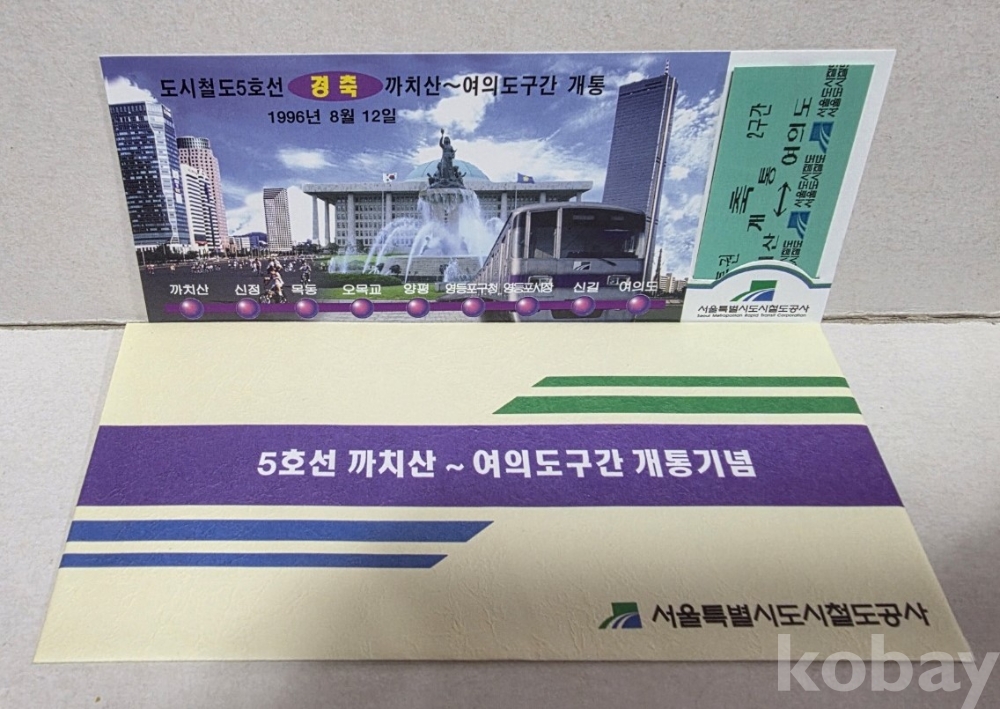 도시철도5호선 경축 까치산~여의도구간 개통
1996년 8월 12일
까치산 신정 목동 오목교 양평 영등포구청 영등포시장 신길 여의도
2구간
축
개통
산 ↔ 여의도
서울특별시도시철도공사
Seoul Metropolitan Rapid Transit Corporation
5호선 까치산 ~ 여의도구간 개통기념
서울특별시도시철도공사
kobay